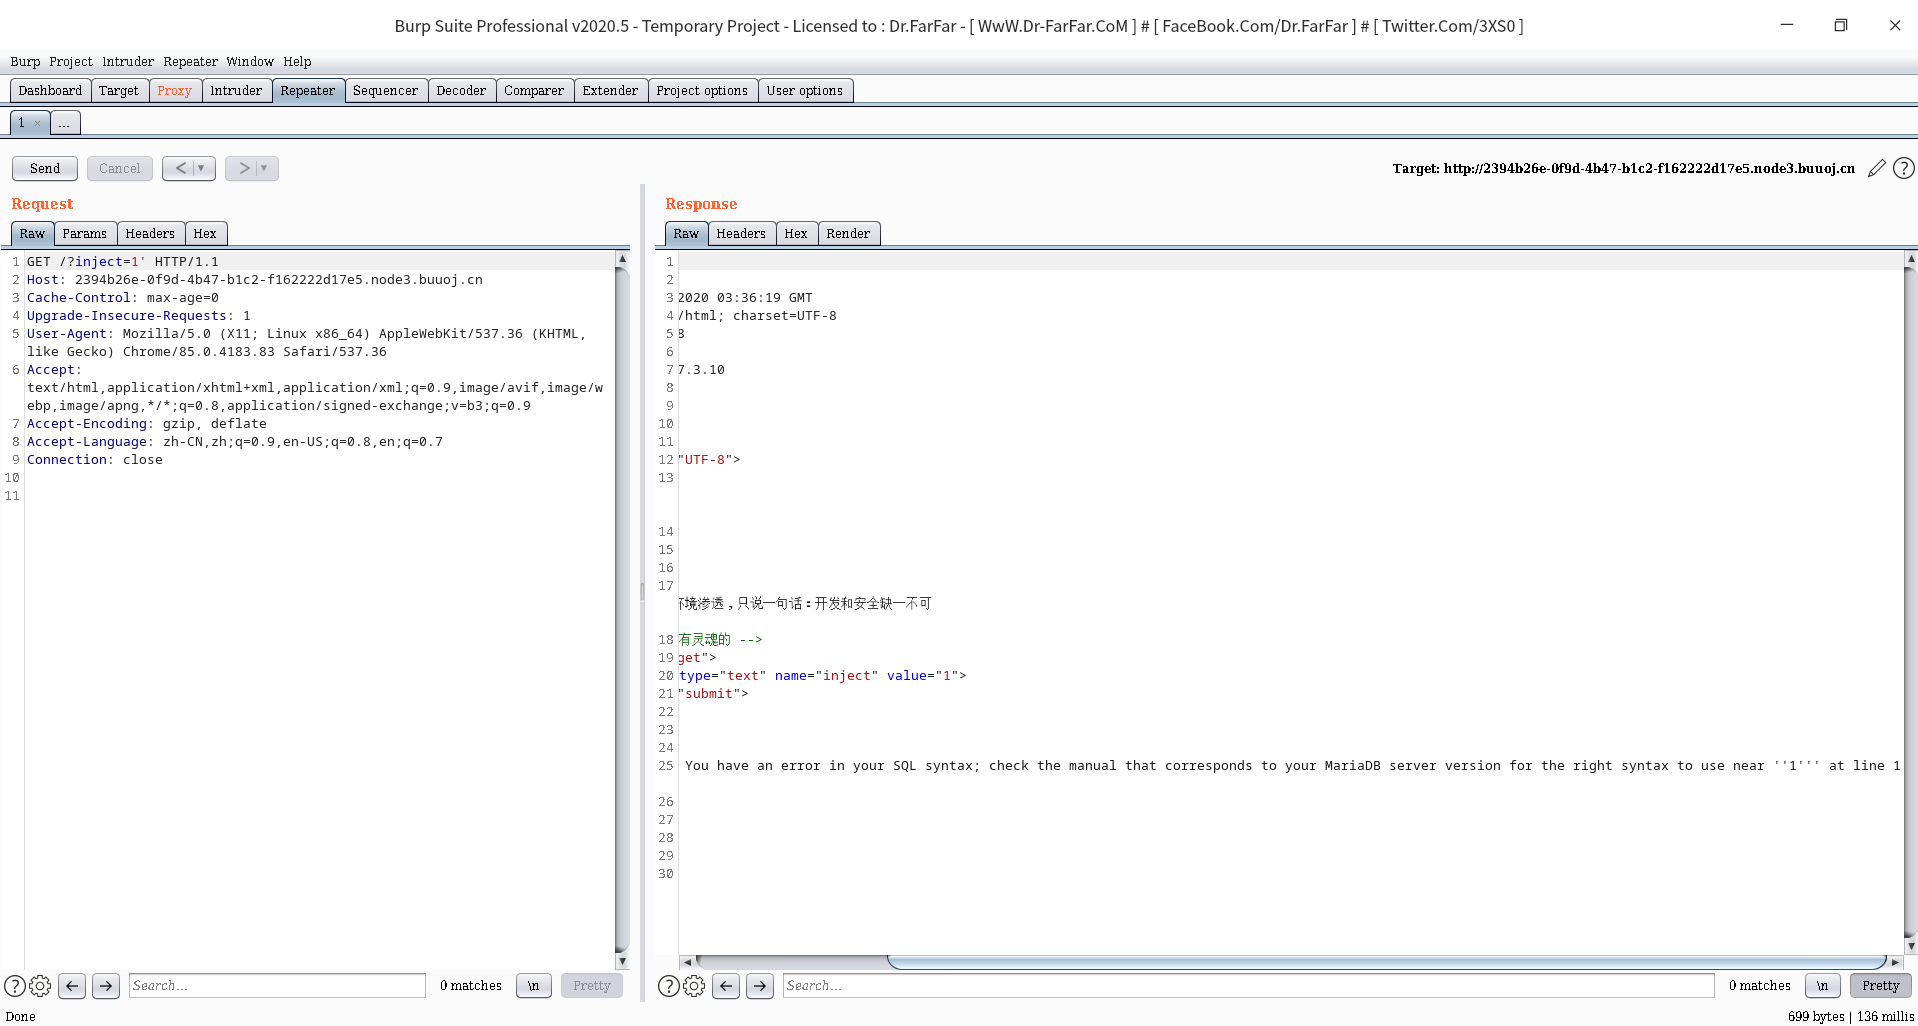 Burp Suite Professional v2020.5 - Temporary Project - Licensed to : Dr.FarFar - [ WwW.Dr-FarFar.CoM ] # [ FaceBook.Com/Dr.FarFar ] # [ Twitter.Com/3XS0 ]
Burp Project Intruder Repeater Window Help
Dashboard Target Proxy Intruder Repeater Sequencer Decoder Comparer Extender Project options User options
1 × ...
Send Cancel < > Target: http://2394b26e-0f9d-4b47-b1c2-f162222d17e5.node3.buuoj.cn
Request
Raw Params Headers Hex
1 GET /?inject=1' HTTP/1.1
2 Host: 2394b26e-0f9d-4b47-b1c2-f162222d17e5.node3.buuoj.cn
3 Cache-Control: max-age=0
4 Upgrade-Insecure-Requests: 1
5 User-Agent: Mozilla/5.0 (X11; Linux x86_64) AppleWebKit/537.36 (KHTML,
like Gecko) Chrome/85.0.4183.83 Safari/537.36
6 Accept:
text/html,application/xhtml+xml,application/xml;q=0.9,image/avif,image/w
ebp,image/apng,*/*;q=0.8,application/signed-exchange;v=b3;q=0.9
7 Accept-Encoding: gzip, deflate
8 Accept-Language: zh-CN,zh;q=0.9,en-US;q=0.8,en;q=0.7
9 Connection: close
10
11
Search... 0 matches \n Pretty
Response
Raw Headers Hex Render
1
2
3 2020 03:36:19 GMT
4 /html; charset=UTF-8
5 8
6
7 7.3.10
8
9
10
11
12 "UTF-8">
13
14
15
16
17
境渗透，只说一句话：开发和安全缺一不可
18 有灵魂的 -->
19 get">
20 type="text" name="inject" value="1">
21 "submit">
22
23
24
25 You have an error in your SQL syntax; check the manual that corresponds to your MariaDB server version for the right syntax to use near ''1''' at line 1
26
27
28
29
30
Search... 0 matches \n Pretty
Done 699 bytes | 136 millis